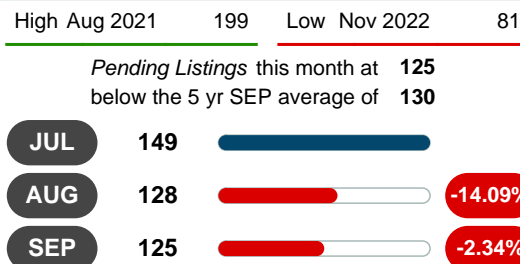 High Aug 2021 199 Low Nov 2022 81
Pending Listings this month at 125
below the 5 yr SEP average of 130
JUL 149
AUG 128 -14.09%
SEP 125 -2.34%